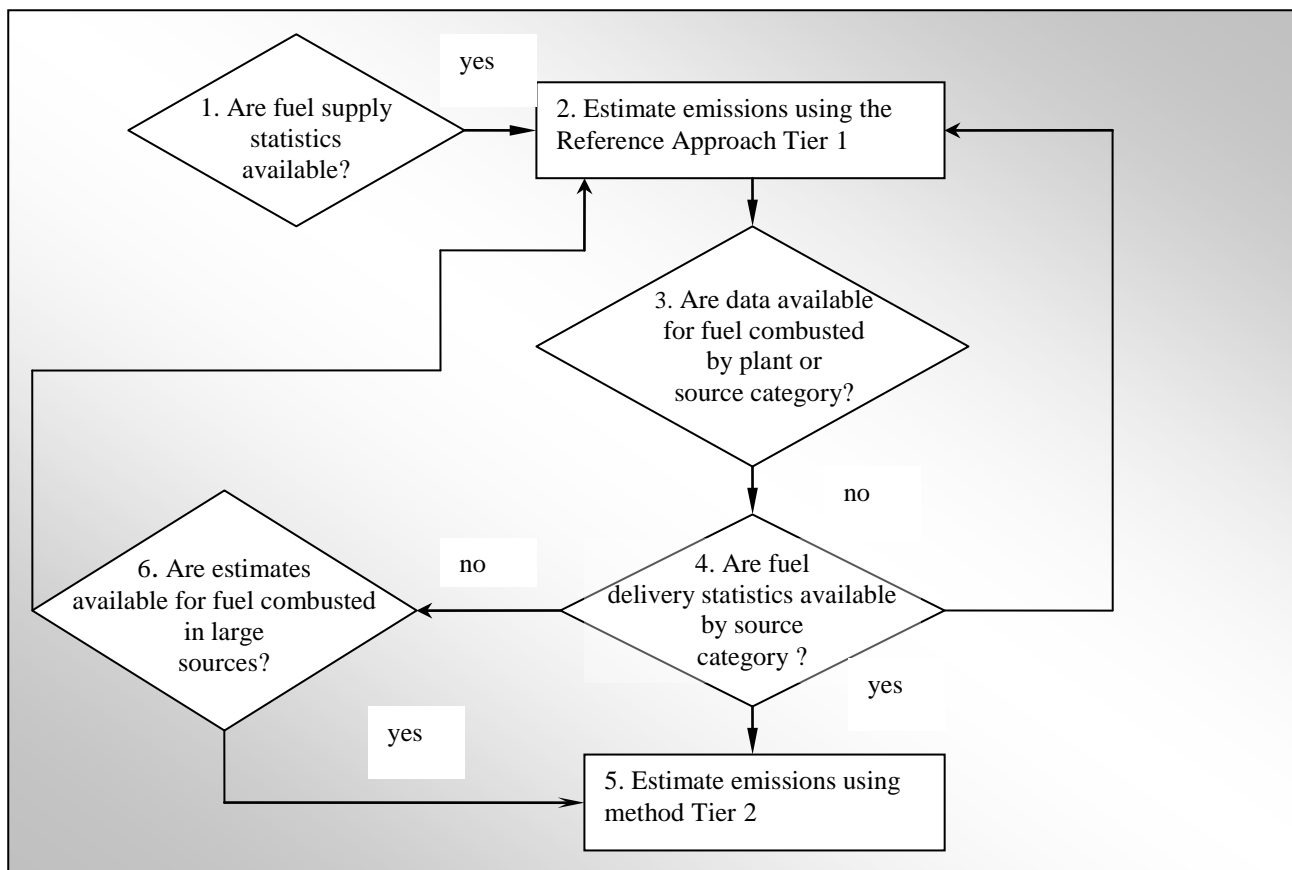 yes
1. Are fuel supply
statistics
available?
2. Estimate emissions using the
Reference Approach Tier 1
3. Are data available
for fuel combusted
by plant or
source category?
no
no
4. Are fuel
delivery statistics available
by source
category ?
6. Are estimates
available for fuel combusted
in large
sources?
yes
yes
5. Estimate emissions using
method Tier 2